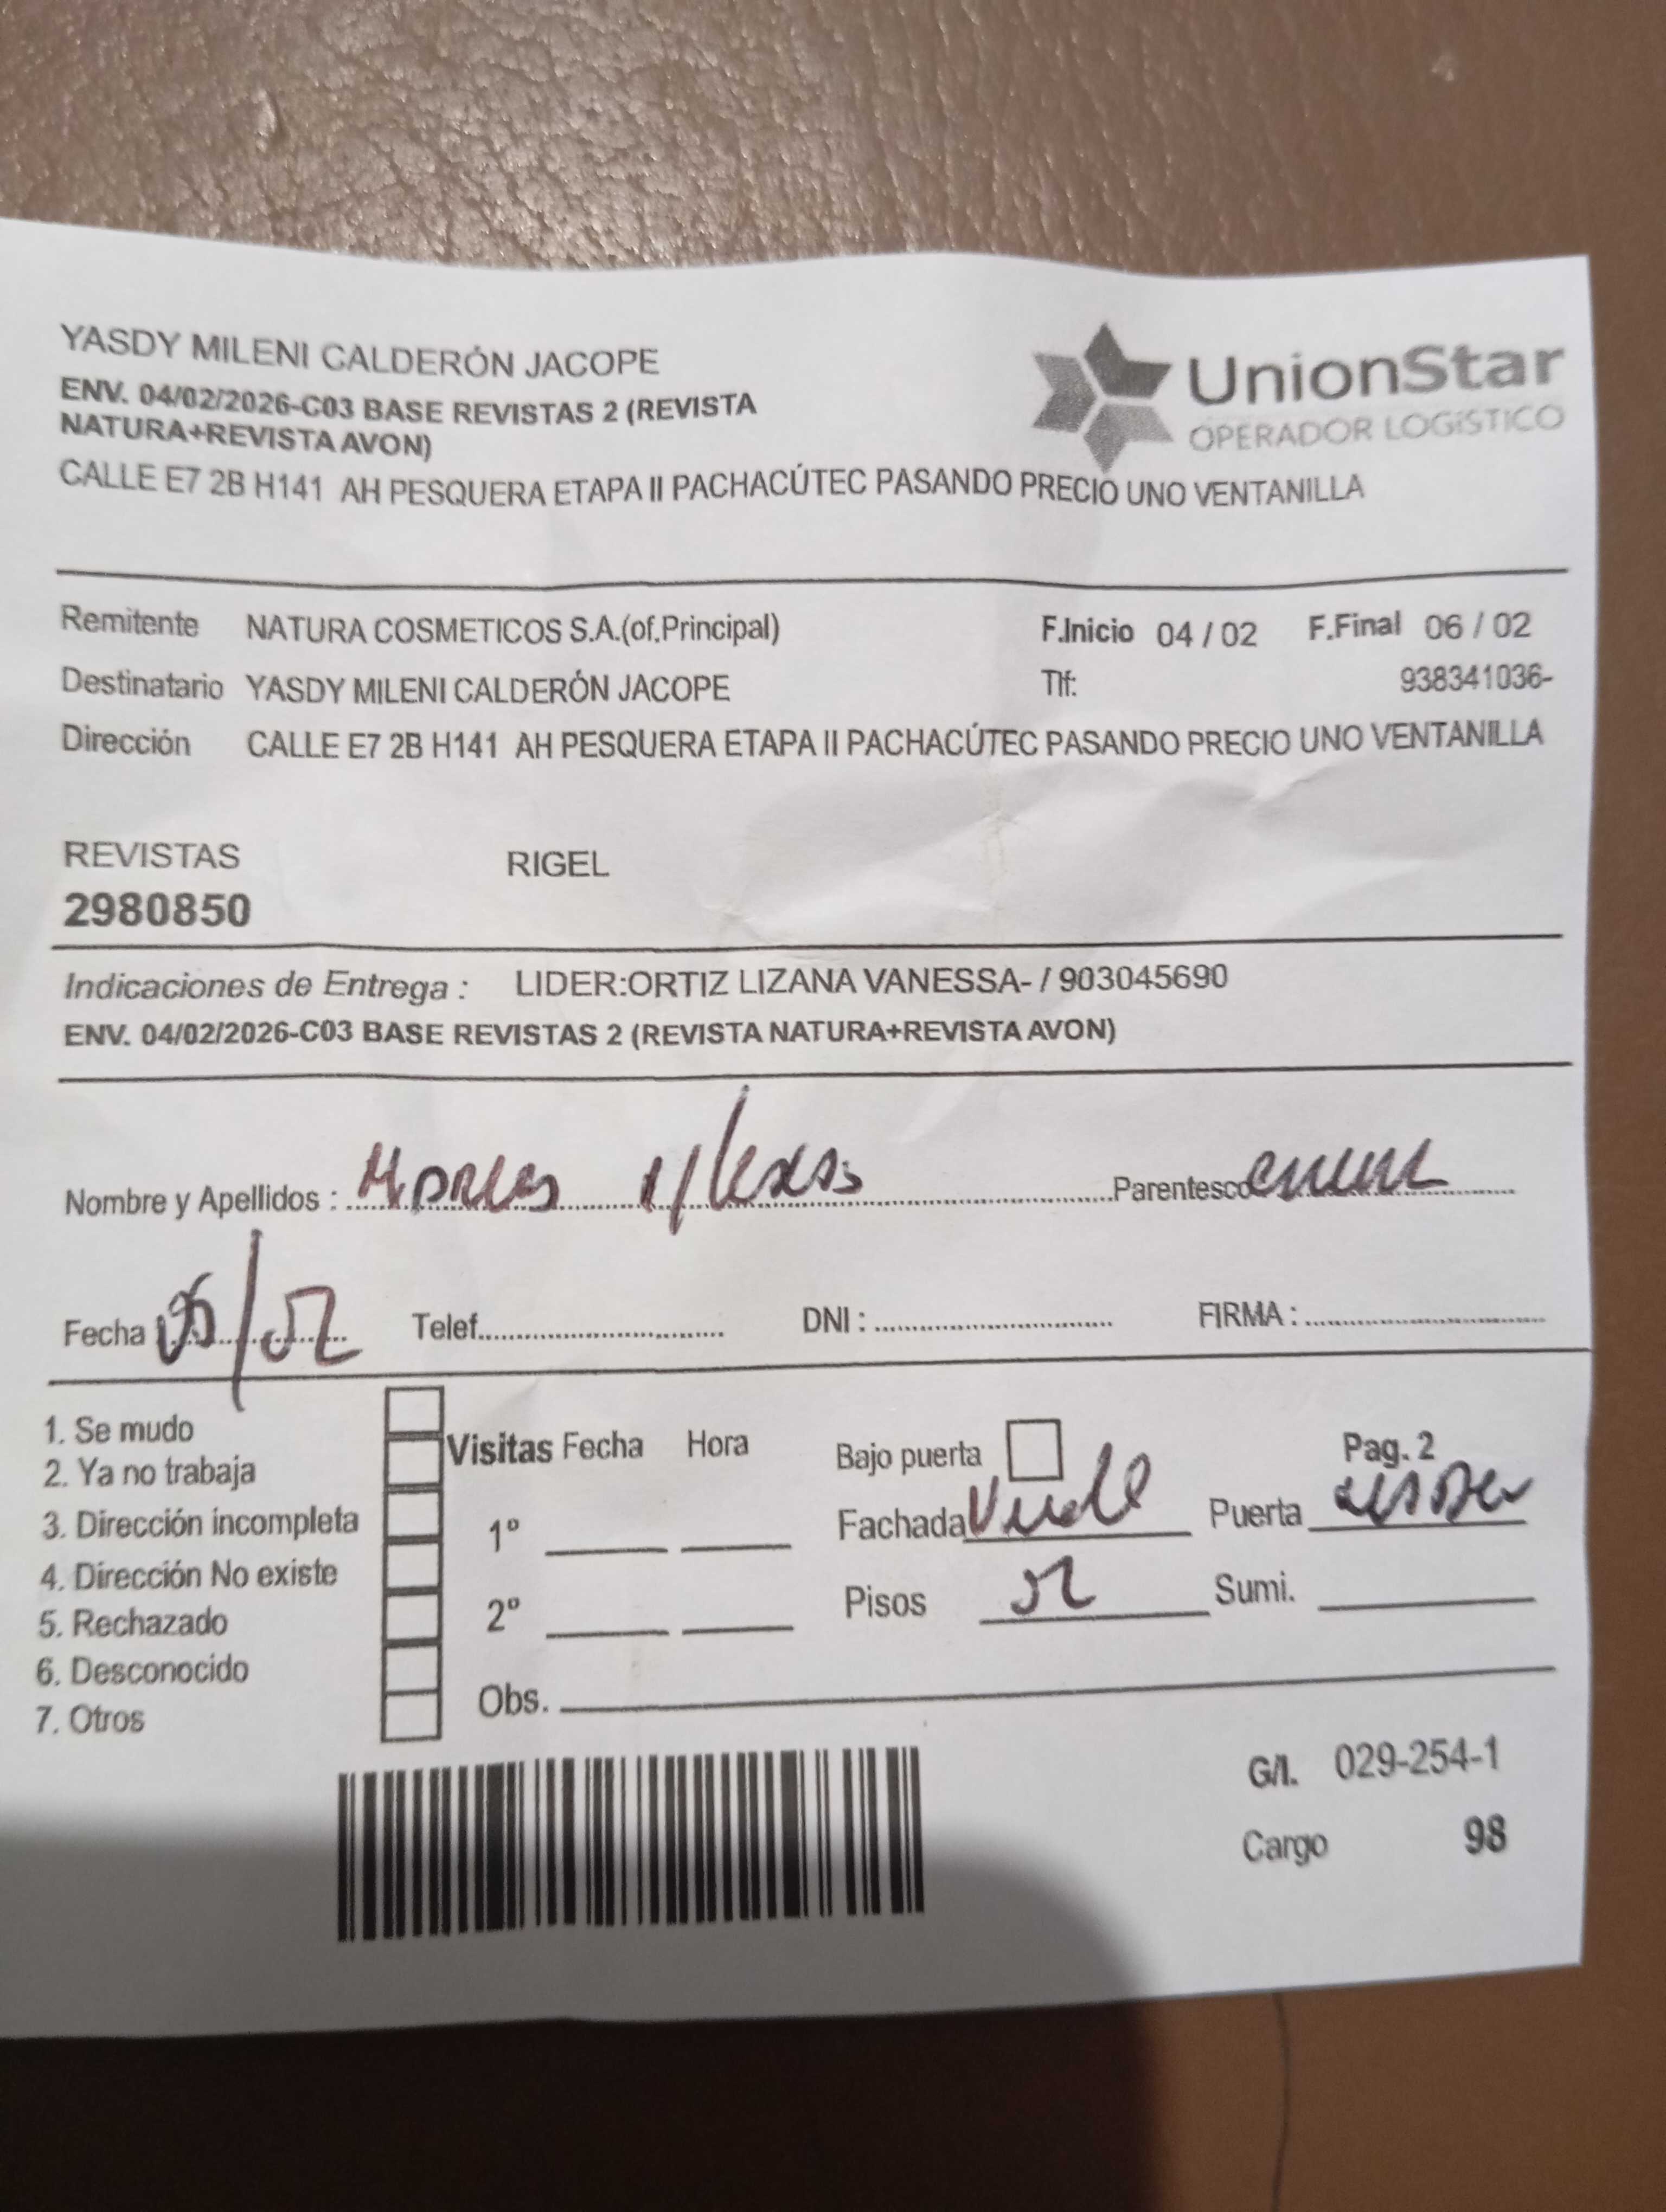 YASDY MILENI CALDERÓN JACOPE
ENV. 04/02/2026-C03 BASE REVISTAS 2 (REVISTA
NATURA+REVISTA AVON)
CALLE E7 2B H141 AH PESQUERA ETAPA II PACHACÚTEC PASANDO PRECIO UNO VENTANILLA
UnionStar
OPERADOR LOGÍSTICO
Remitente NATURA COSMETICOS S.A.(of.Principal) F.Inicio 04 / 02 F.Final 06 / 02
Destinatario YASDY MILENI CALDERÓN JACOPE Tlf: 938341036-
Dirección CALLE E7 2B H141 AH PESQUERA ETAPA II PACHACÚTEC PASANDO PRECIO UNO VENTANILLA
REVISTAS RIGEL
2980850
Indicaciones de Entrega : LIDER:ORTIZ LIZANA VANESSA- / 903045690
ENV. 04/02/2026-C03 BASE REVISTAS 2 (REVISTA NATURA+REVISTA AVON)
Nombre y Apellidos : Parentesco
Fecha Telef. DNI : FIRMA :
1. Se mudo
2. Ya no trabaja
3. Dirección incompleta
4. Dirección No existe
5. Rechazado
6. Desconocido
7. Otros
Visitas Fecha Hora
1º
2º
Obs.
Bajo puerta Pag. 2
Fachada Verde Puerta
Pisos 02 Sumi.
G/I. 029-254-1
Cargo 98